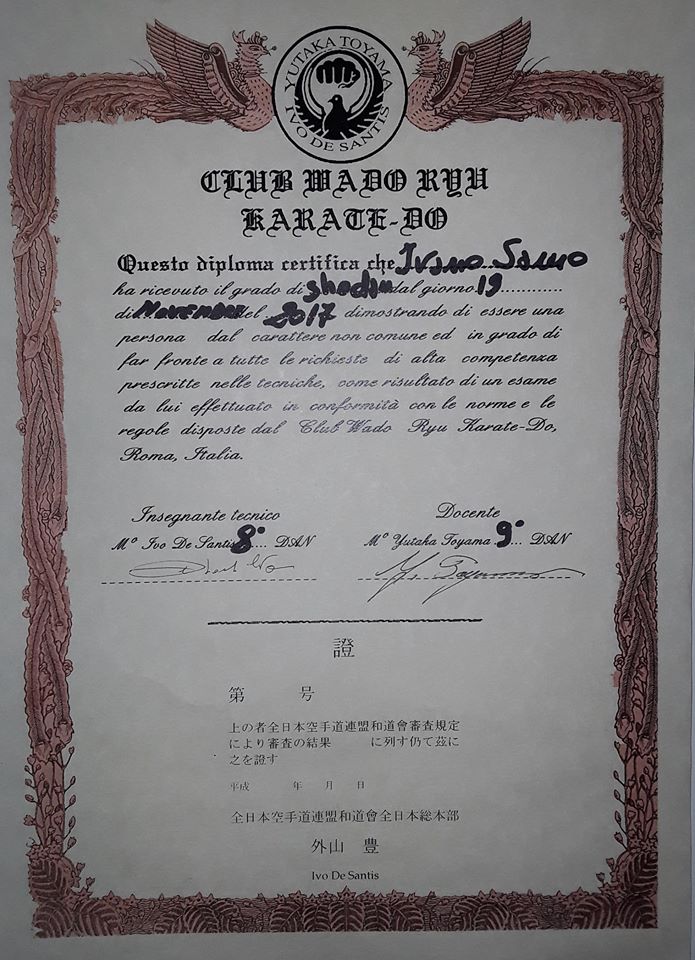 YUTAKA TOYAMA
IVO DE SANTIS
CLUB WADO RYU
KARATE-DO
Questo diploma certifica che Ivano Samo
ha ricevuto il grado di shodan dal giorno 19............
di Novembre del 2017 dimostrando di essere una
persona dal carattere non comune ed in grado di
far fronte a tutte le richieste di alta competenza
prescritte nelle tecniche, come risultato di un esame
da lui effettuato in conformità con le norme e le
regole disposte dal Club Wado Ryu Karate-Do,
Roma, Italia.
Insegnante tecnico
Docente
Mº Ivo De Santis 8°.... DAN
Mº Yutaka Toyama 9°... DAN
證
第 号
上の者全日本空手道連盟和道會審査規定
により審査の結果 に列す仍て茲に
之を證す
平成 年 月 日
全日本空手道連盟和道會全日本総本部
外山 豊
Ivo De Santis